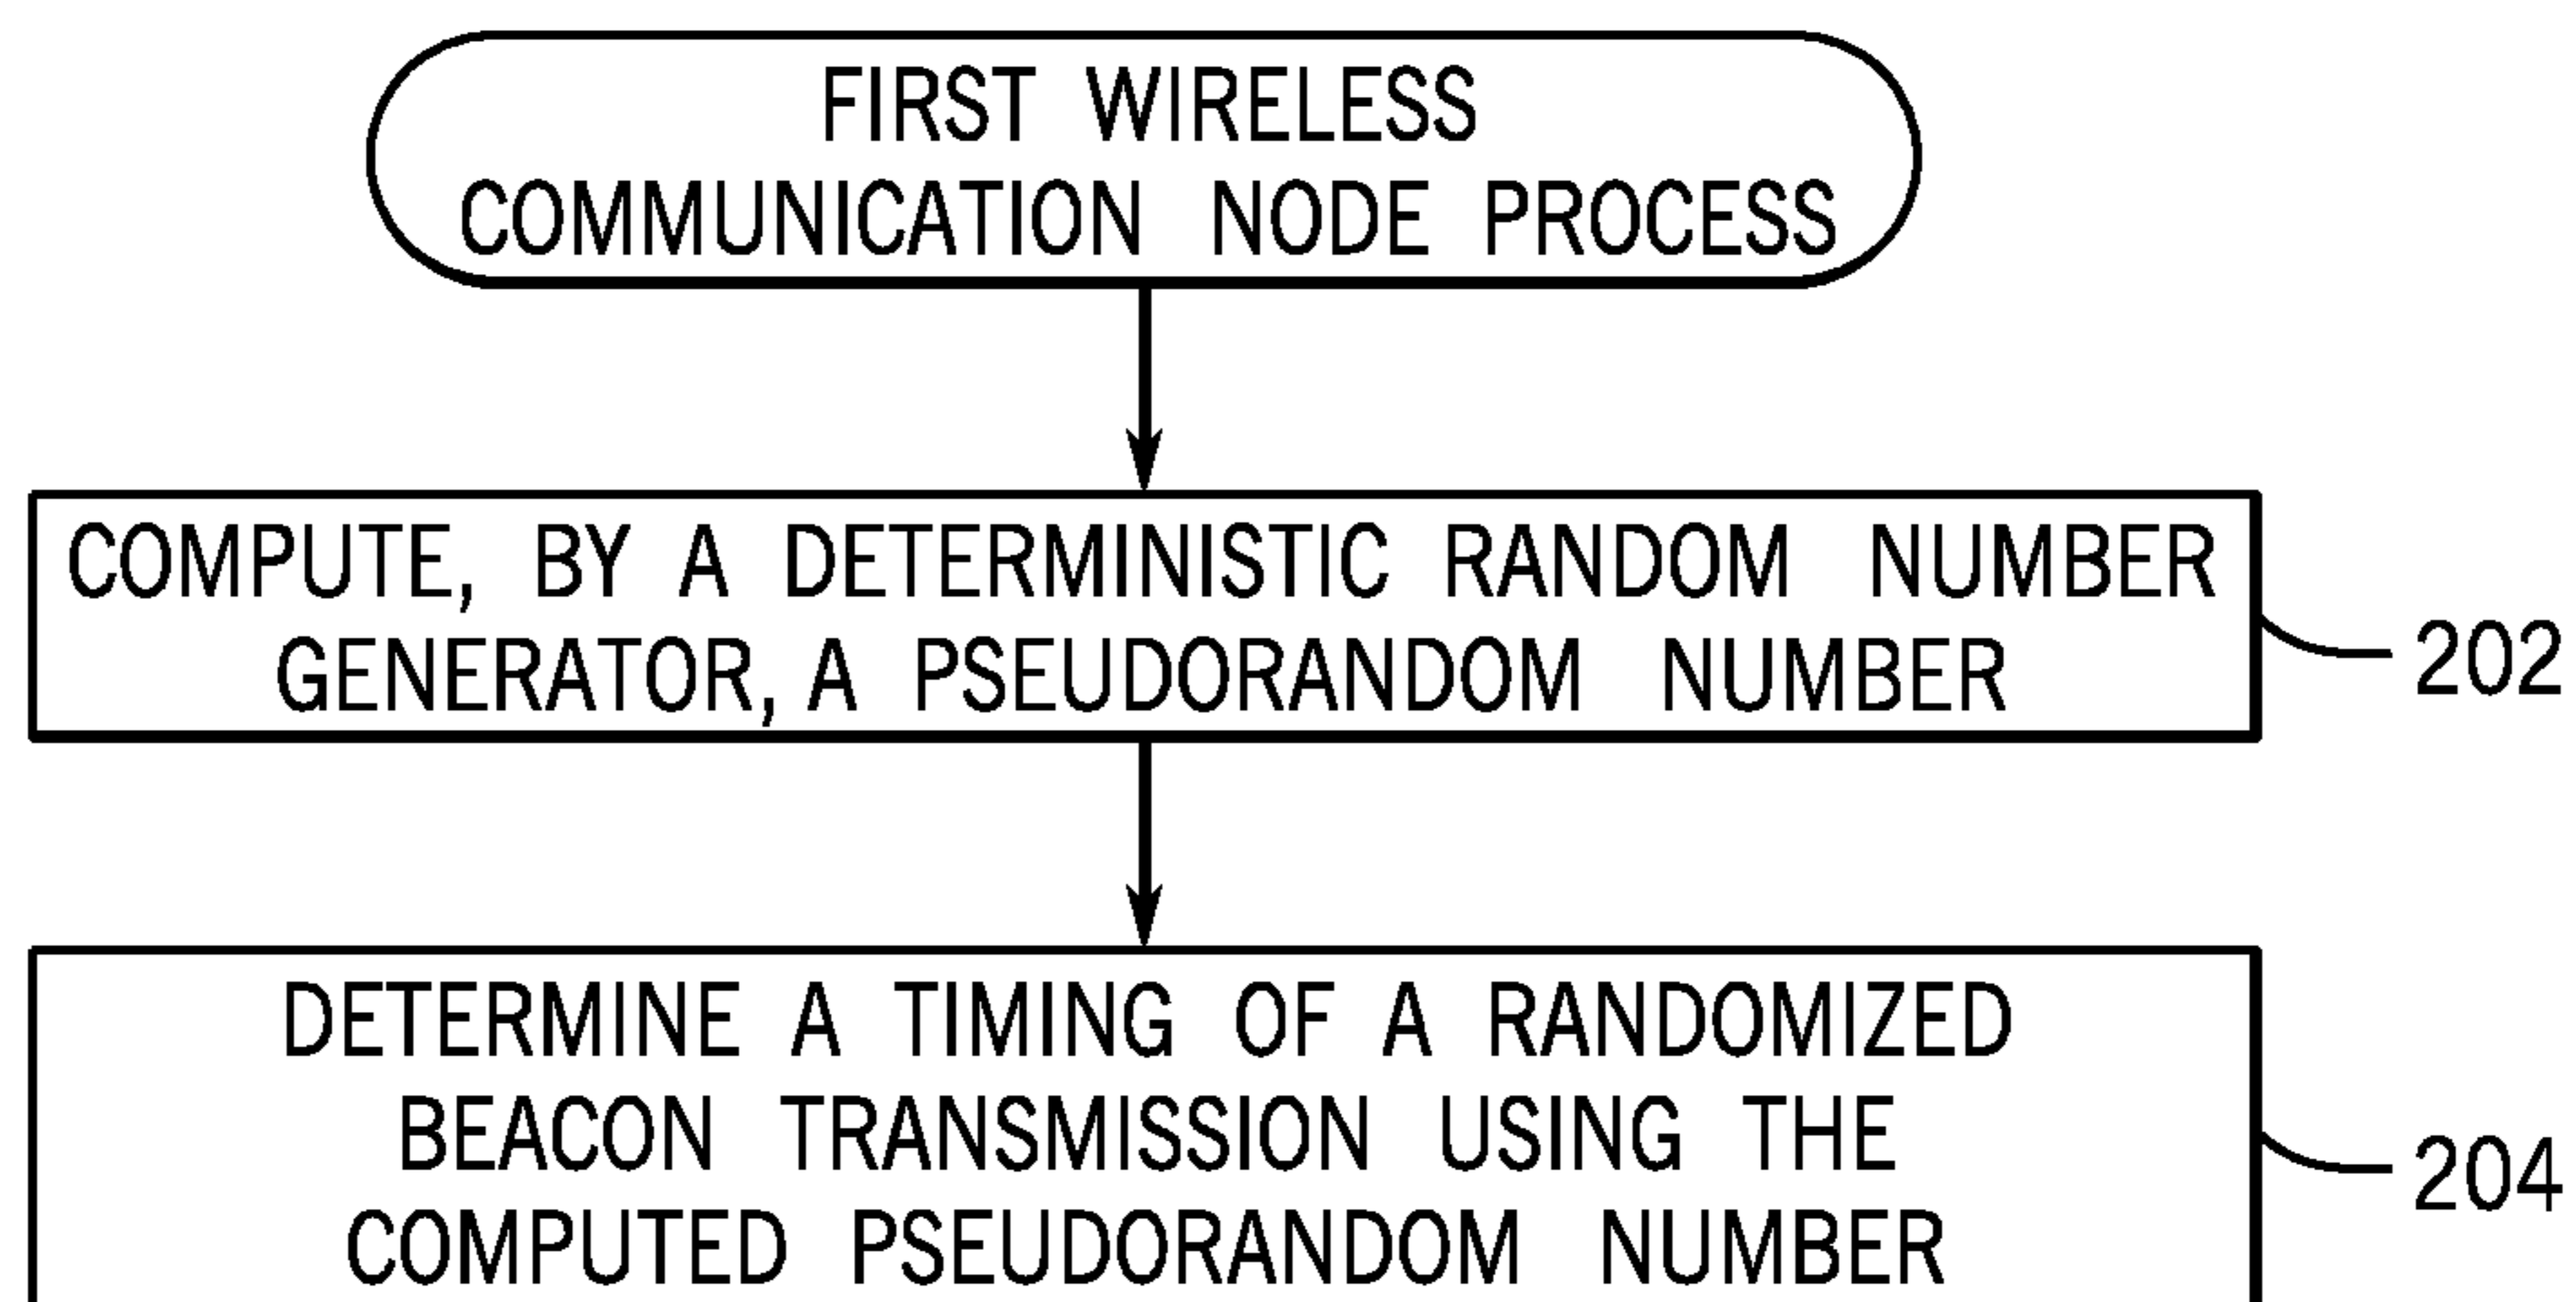 FIRST WIRELESS
COMMUNICATION NODE PROCESS
COMPUTE, BY A DETERMINISTIC RANDOM NUMBER
GENERATOR, A PSEUDORANDOM NUMBER
202
DETERMINE A TIMING OF A RANDOMIZED
BEACON TRANSMISSION USING THE
COMPUTED PSEUDORANDOM NUMBER
204